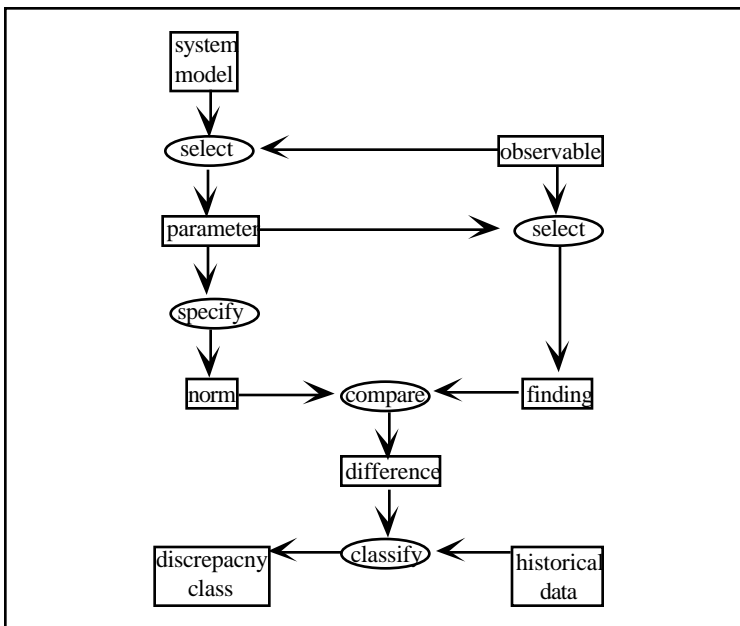 system
model
select
observable
parameter
select
specify
norm
compare
finding
difference
classify
discrepacny
class
historical
data